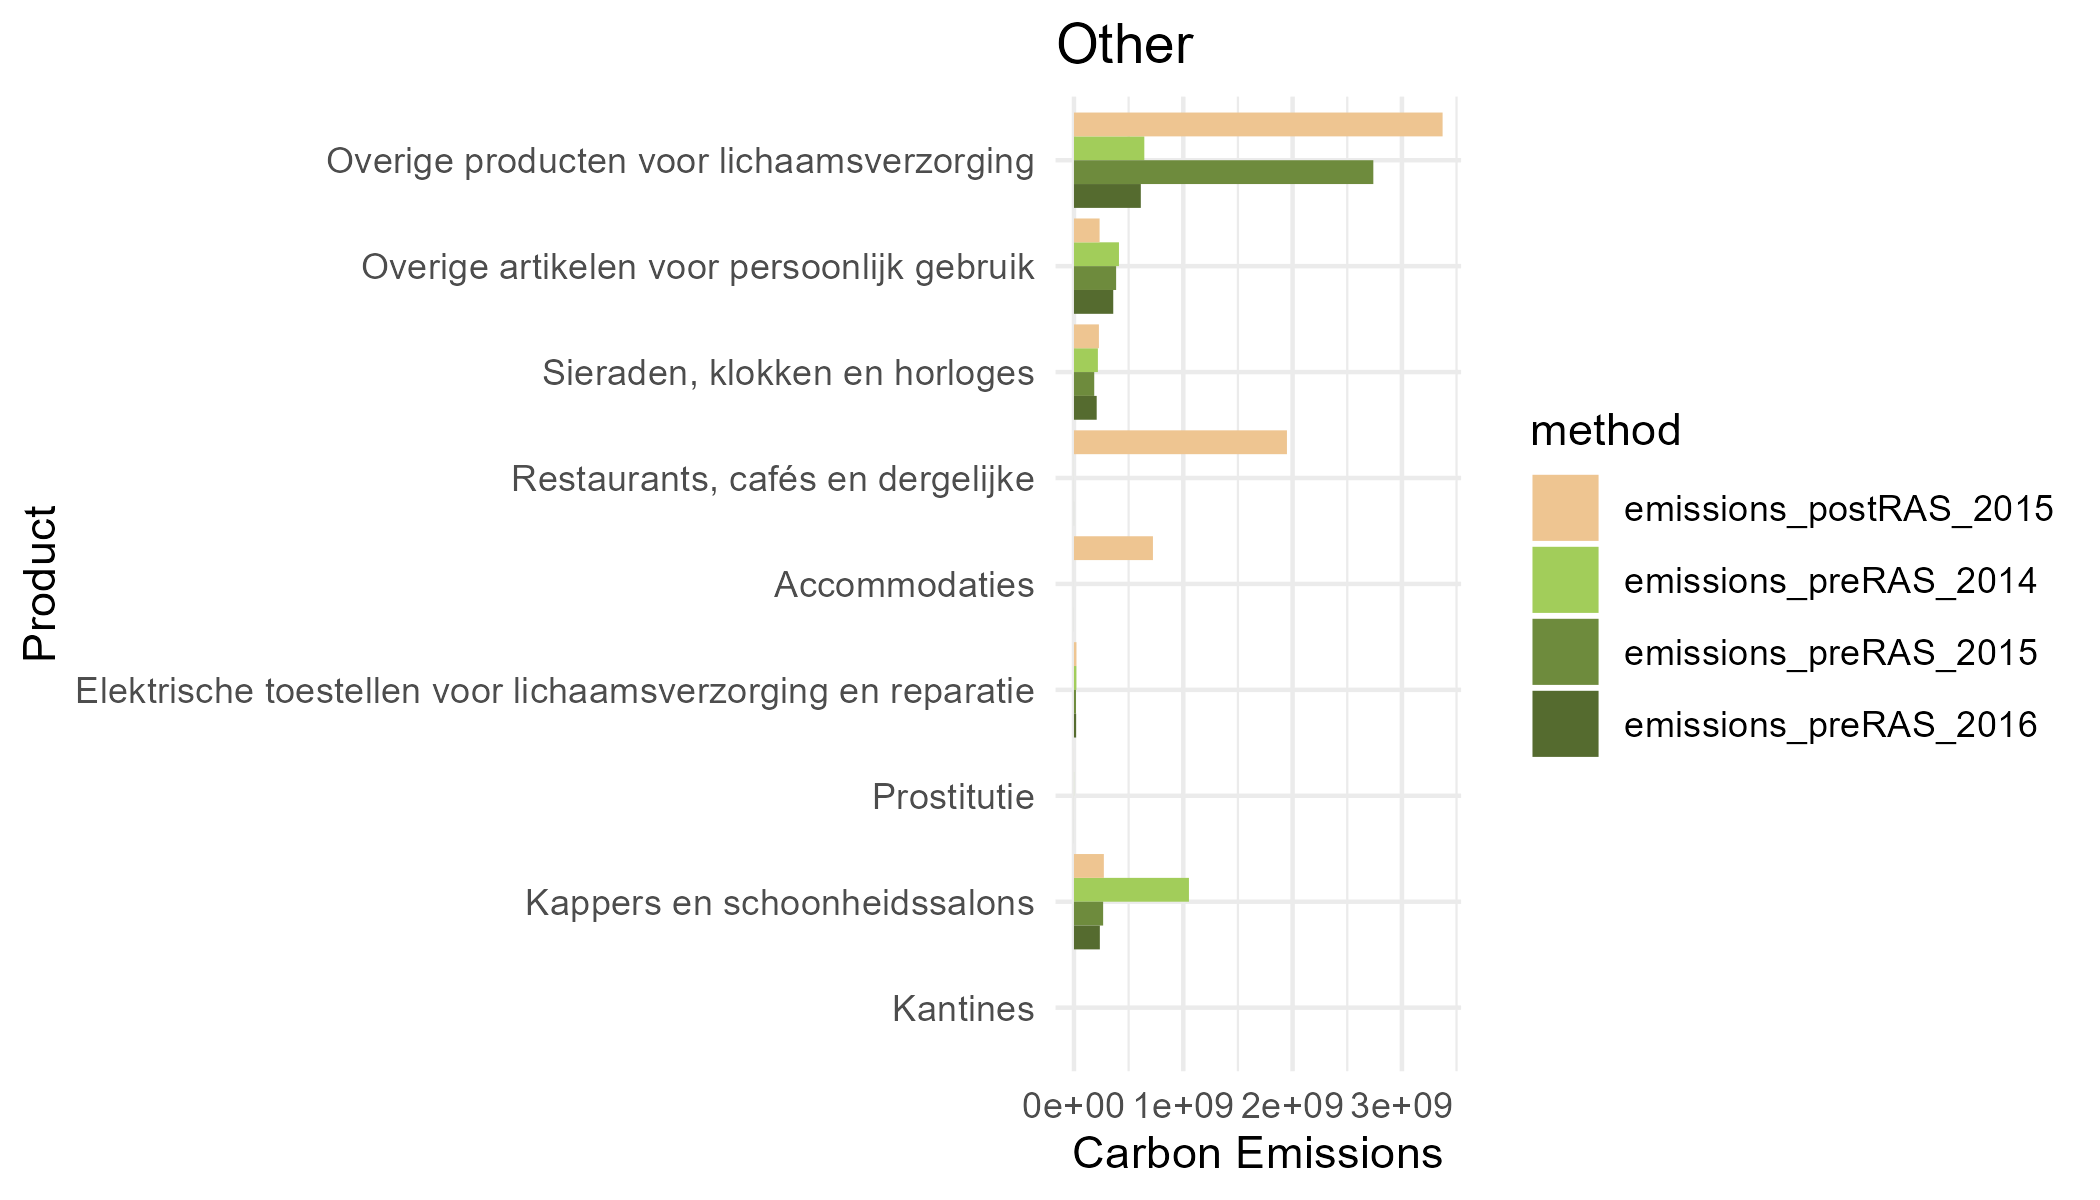 Other
Product
Overige producten voor lichaamsverzorging
Overige artikelen voor persoonlijk gebruik
Sieraden, klokken en horloges
Restaurants, cafés en dergelijke
Accommodaties
Elektrische toestellen voor lichaamsverzorging en reparatie
Prostitutie
Kappers en schoonheidssalons
Kantines
0e+00 1e+09 2e+09 3e+09
Carbon Emissions
method
emissions_postRAS_2015
emissions_preRAS_2014
emissions_preRAS_2015
emissions_preRAS_2016